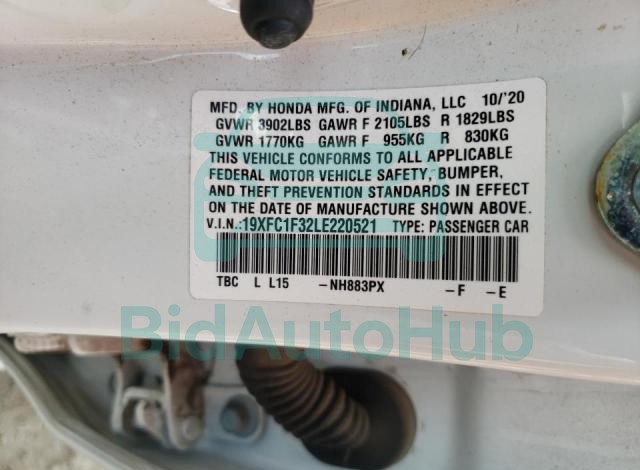 MFD. BY HONDA MFG. OF INDIANA, LLC 10/'20
GVWR 3902LBS GAWR F 2105LBS R 1829LBS
GVWR 1770KG GAWR F 955KG R 830KG
THIS VEHICLE CONFORMS TO ALL APPLICABLE
FEDERAL MOTOR VEHICLE SAFETY, BUMPER,
AND THEFT PREVENTION STANDARDS IN EFFECT
ON THE DATE OF MANUFACTURE SHOWN ABOVE.
V.I.N.:19XFC1F32LE220521 TYPE: PASSENGER CAR
TBC L L15 -NH883PX -F -E
BidAutoHub